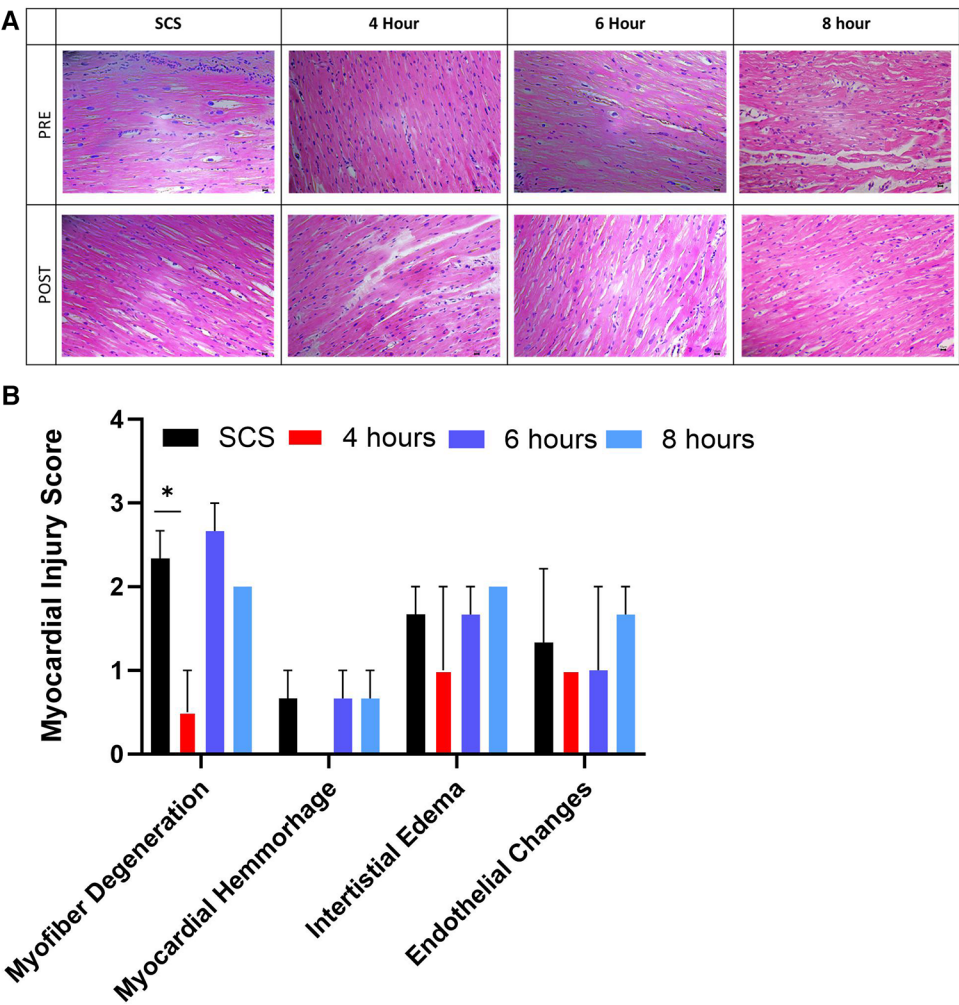 A
SCS 4 Hour 6 Hour 8 hour
PRE
POST
B
Myocardial Injury Score
4
3
2
1
0
SCS 4 hours 6 hours 8 hours
*
Myofiber Degeneration
Myocardial Hemmorhage
Intertistial Edema
Endothelial Changes